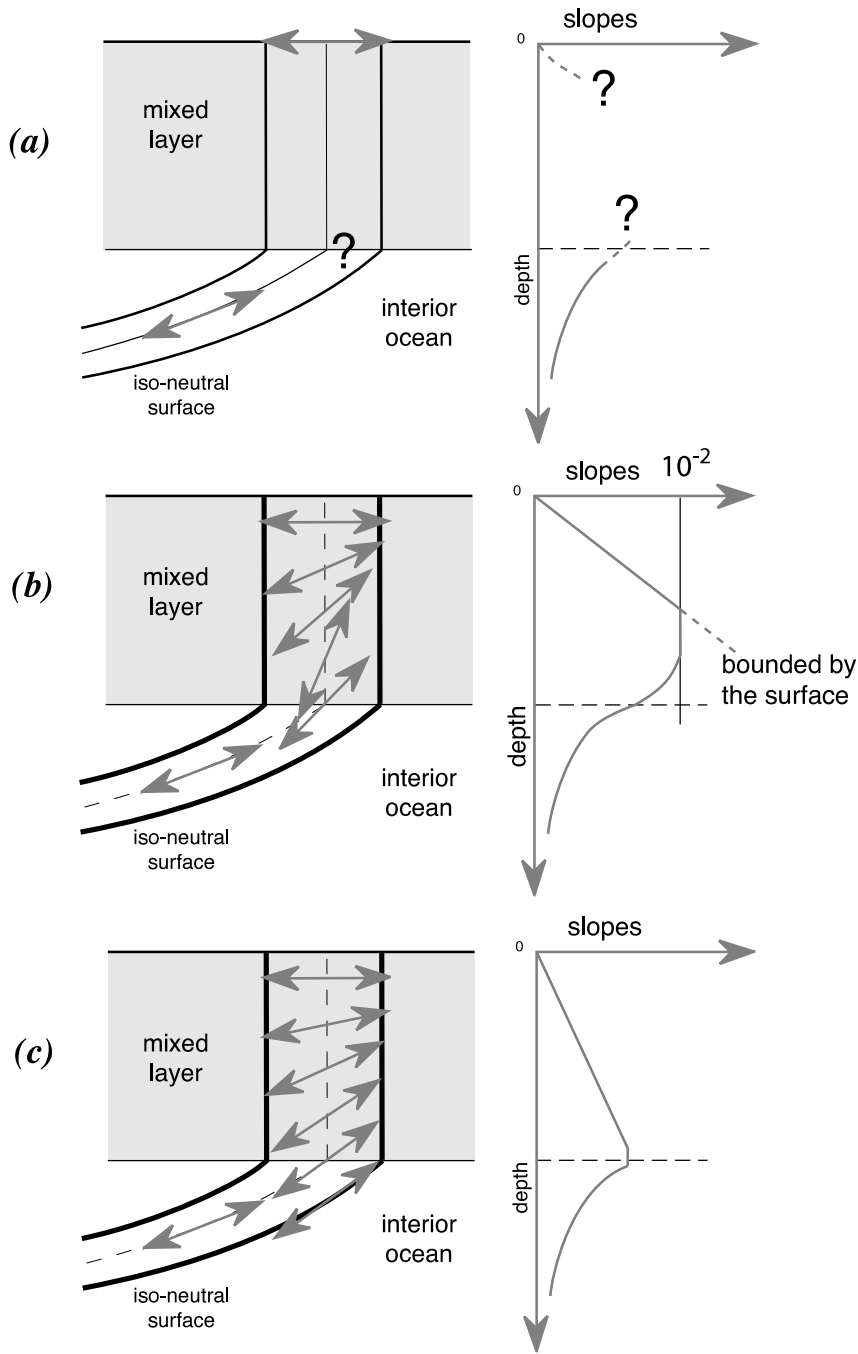 (a)
mixed
layer
?
interior
ocean
iso-neutral
surface
slopes
0
?
?
depth
(b)
mixed
layer
interior
ocean
iso-neutral
surface
slopes
10-2
0
bounded by
the surface
depth
(c)
mixed
layer
interior
ocean
iso-neutral
surface
slopes
0
depth